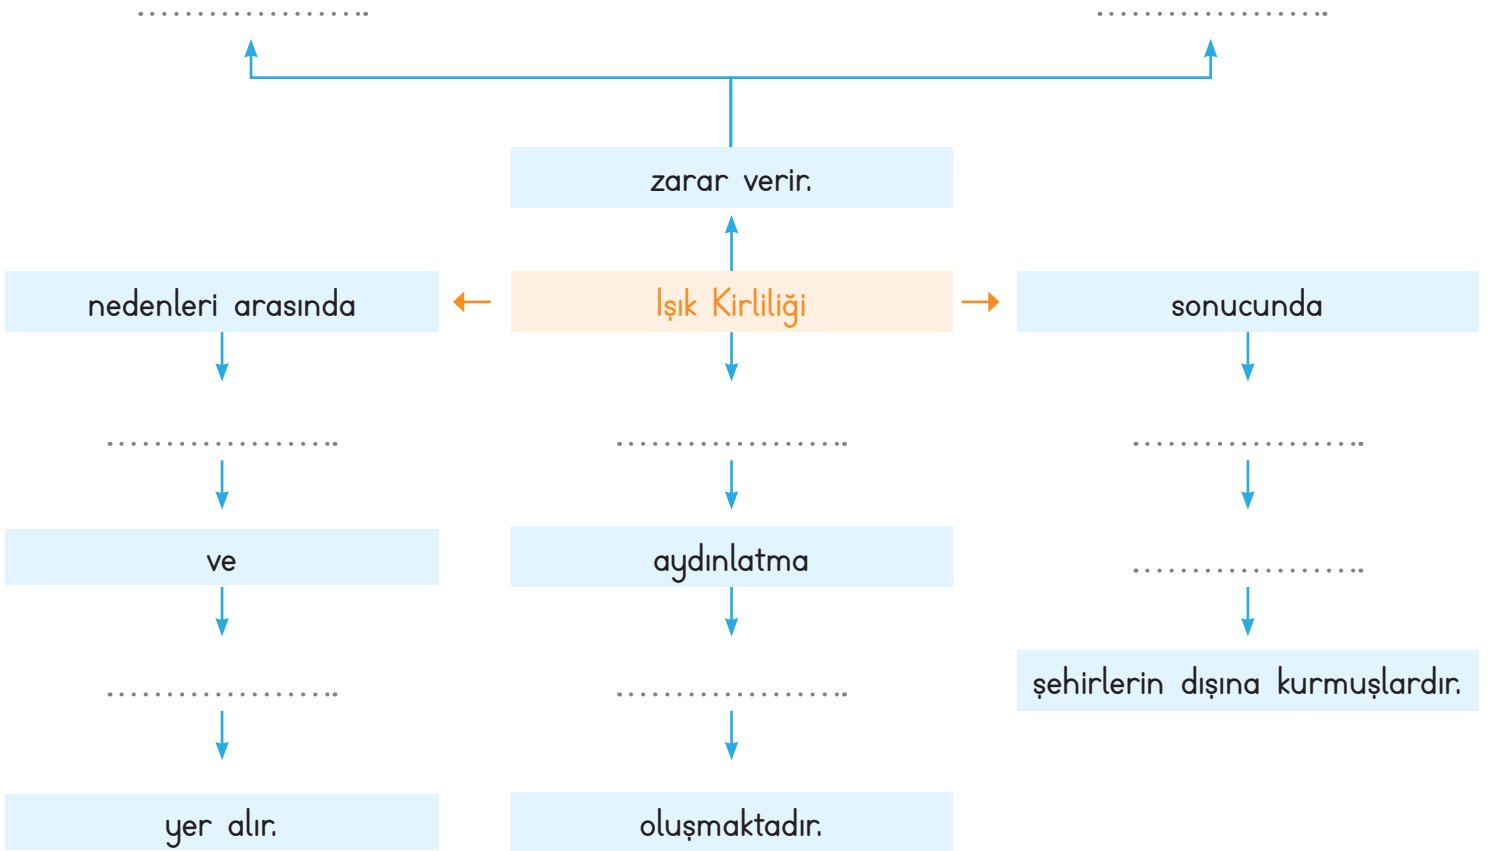 zarar verir.
nedenleri arasında
Işık Kirliliği
sonucunda
ve
aydınlatma
şehirlerin dışına kurmuşlardır.
yer alır.
oluşmaktadır.